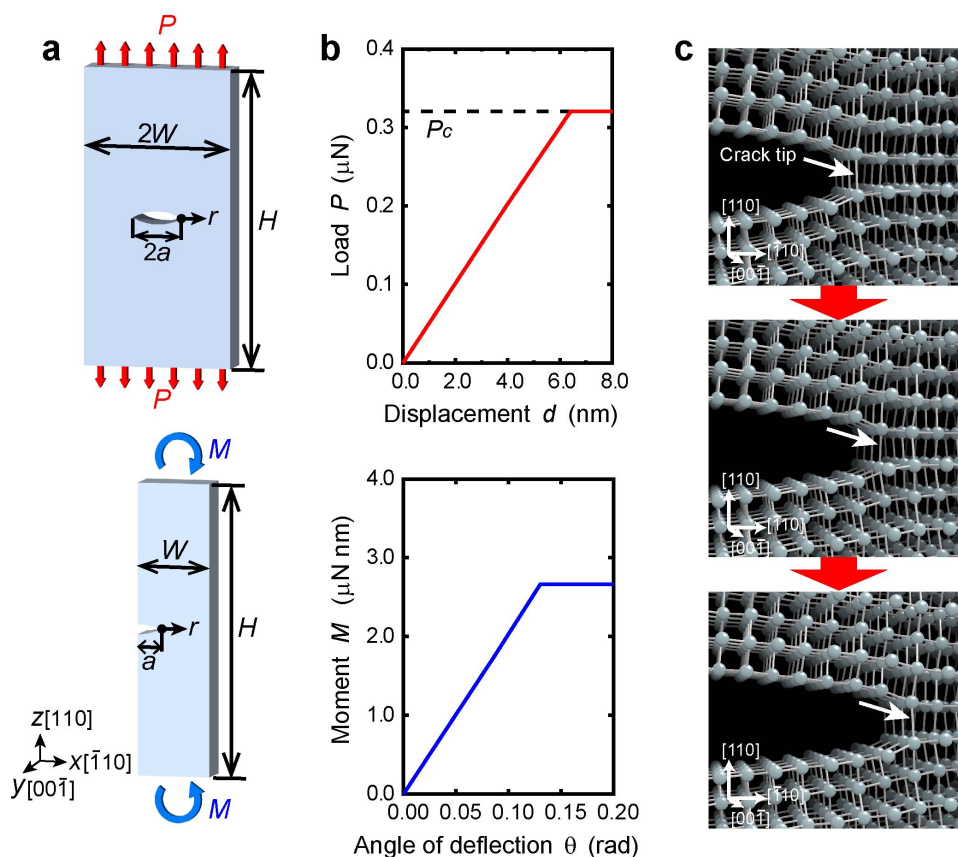 a
P
2W
r
2a
H
P
M
W
r
a
H
z[110]
x[1̄10]
y[001̄]
M
b
0.4
Pc
0.3
0.2
0.1
0.0
Load P (μN)
0.0 2.0 4.0 6.0 8.0
Displacement d (nm)
4.0
3.0
2.0
1.0
0.0
Moment M (μN nm)
0.00 0.05 0.10 0.15 0.20
Angle of deflection θ (rad)
c
Crack tip
[110]
[1̄10]
[001̄]
[110]
[1̄10]
[001̄]
[110]
[1̄10]
[001̄]